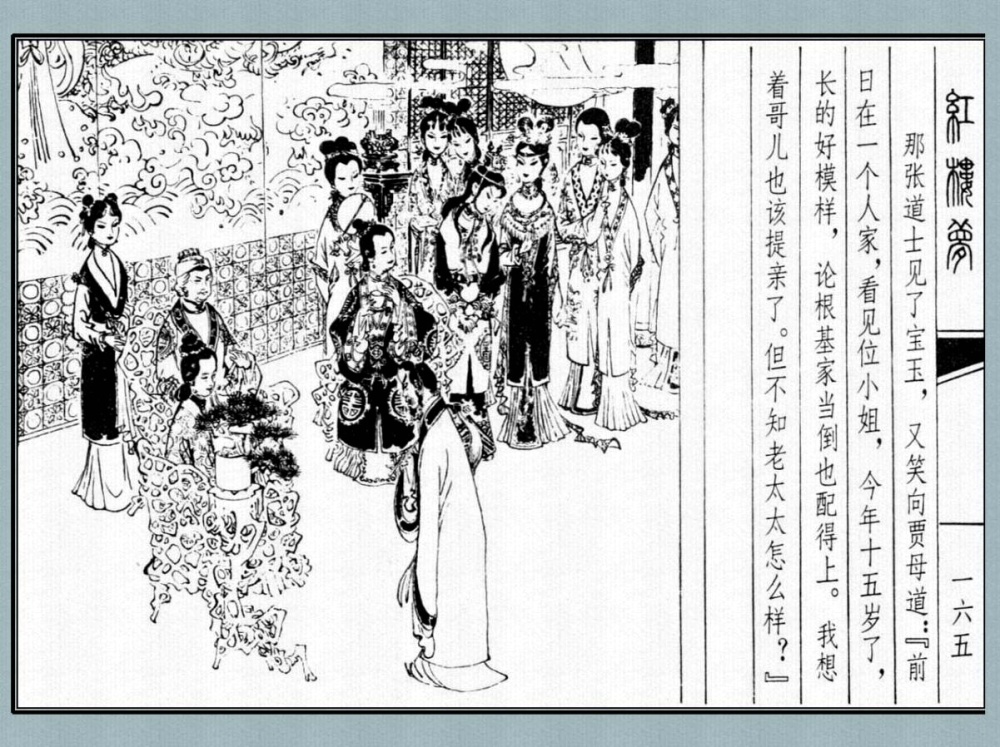 紅樓夢
一六五
那张道士见了宝玉，又笑向贾母道：『前
日在一个人家，看见位小姐，今年十五岁了，
长的好模样，论根基家当倒也配得上。我想
着哥儿也该提亲了。但不知老太太怎么样？』